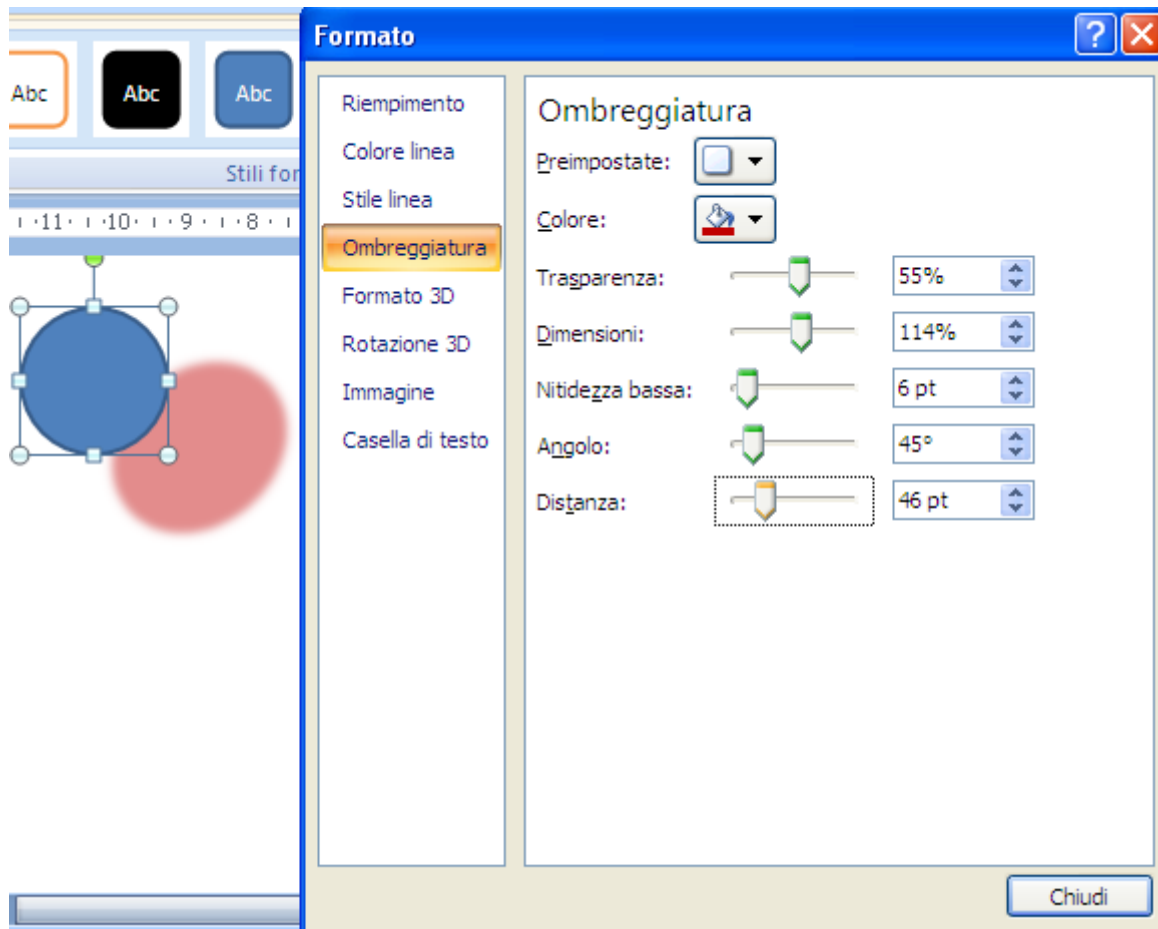 Formato
Abc Abc Abc
Stili for
11 10 9 8
Riempimento
Colore linea
Stile linea
Ombreggiatura
Formato 3D
Rotazione 3D
Immagine
Casella di testo
Ombreggiatura
Preimpostate:
Colore:
Trasparenza: 55%
Dimensioni: 114%
Nitidezza bassa: 6 pt
Angolo: 45°
Distanza: 46 pt
Chiudi